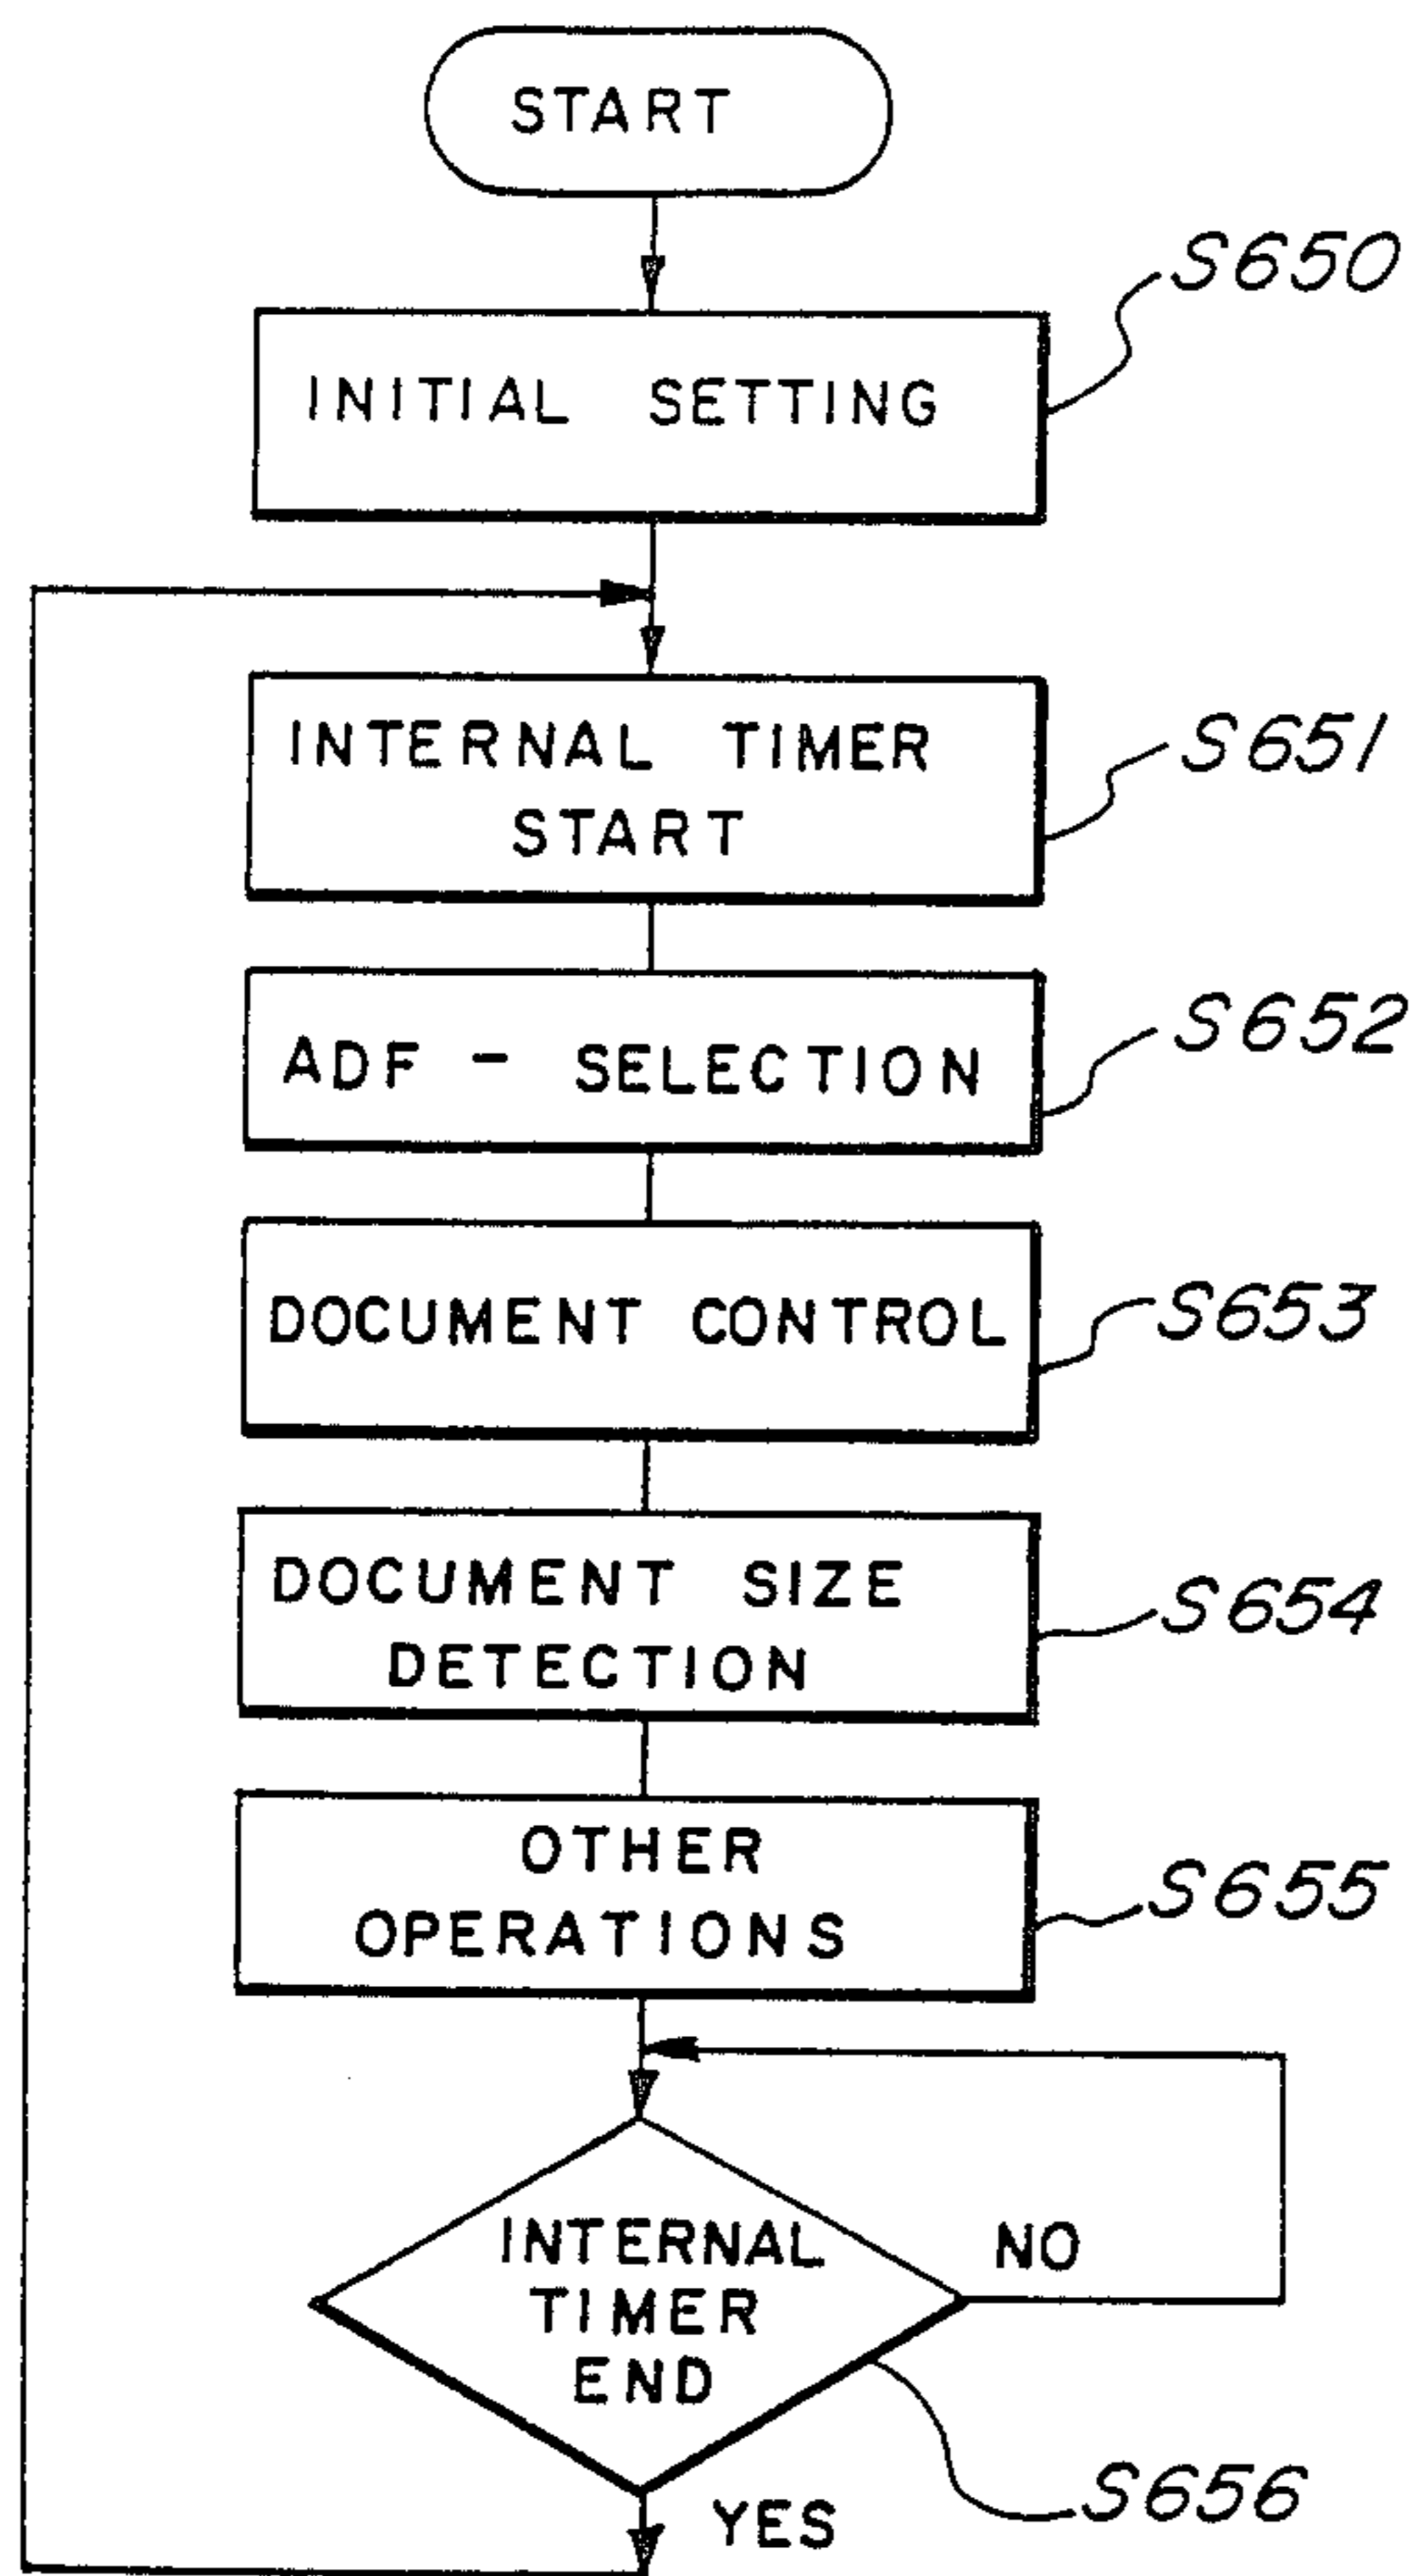 START
S650
INITIAL SETTING
INTERNAL TIMER
START
S651
ADF - SELECTION
S652
DOCUMENT CONTROL
S653
DOCUMENT SIZE
DETECTION
S654
OTHER
OPERATIONS
S655
INTERNAL
TIMER
END
NO
S656
YES